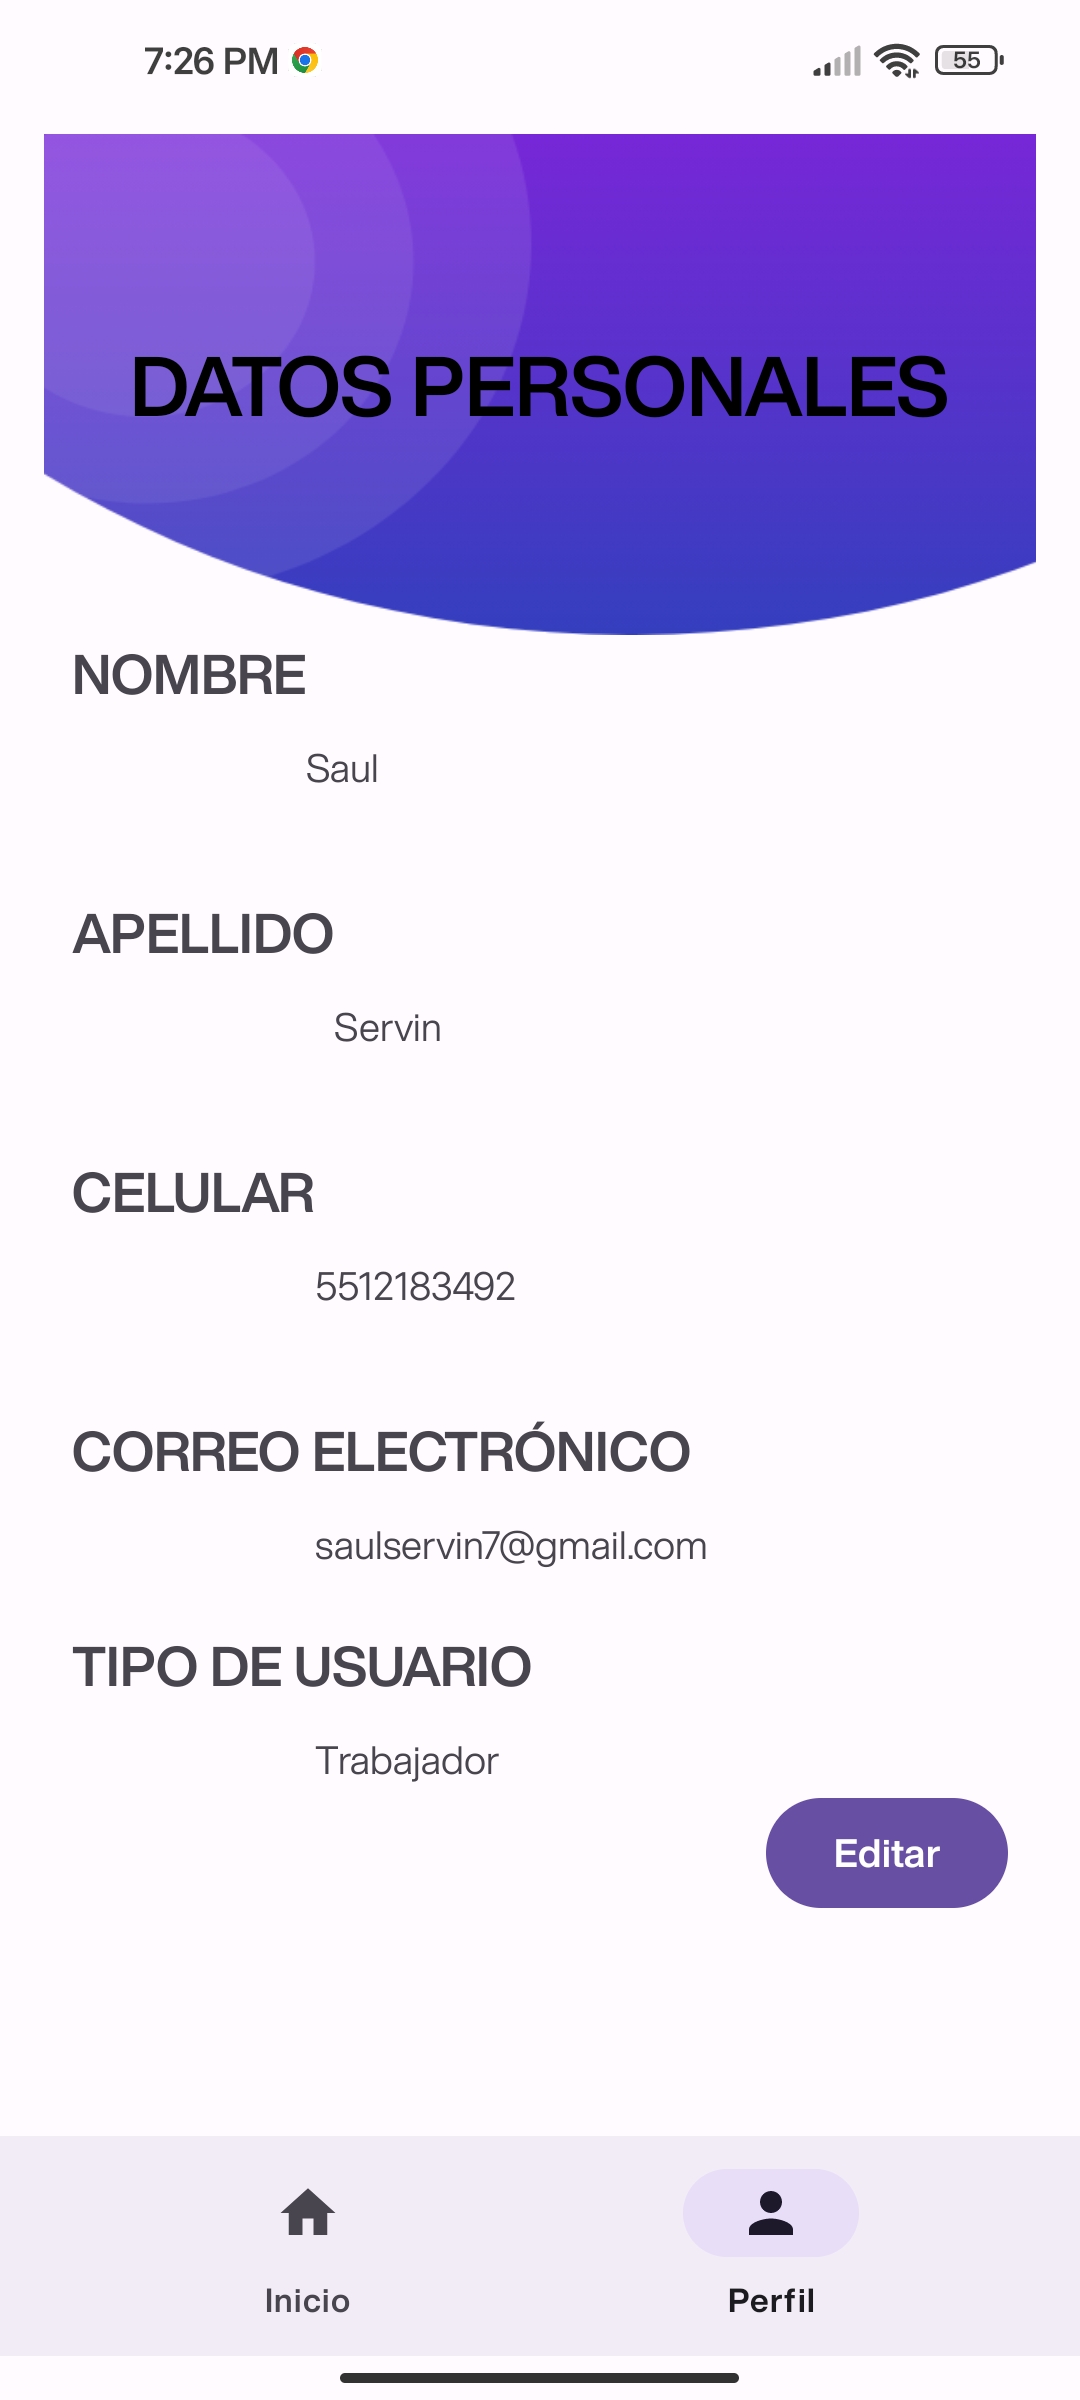 7:26 PM
55
DATOS PERSONALES
NOMBRE
Saul
APELLIDO
Servin
CELULAR
5512183492
CORREO ELECTRÓNICO
saulservin7@gmail.com
TIPO DE USUARIO
Trabajador
Editar
Inicio
Perfil